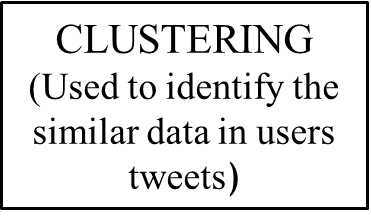 CLUSTERING
(Used to identify the
similar data in users
tweets)